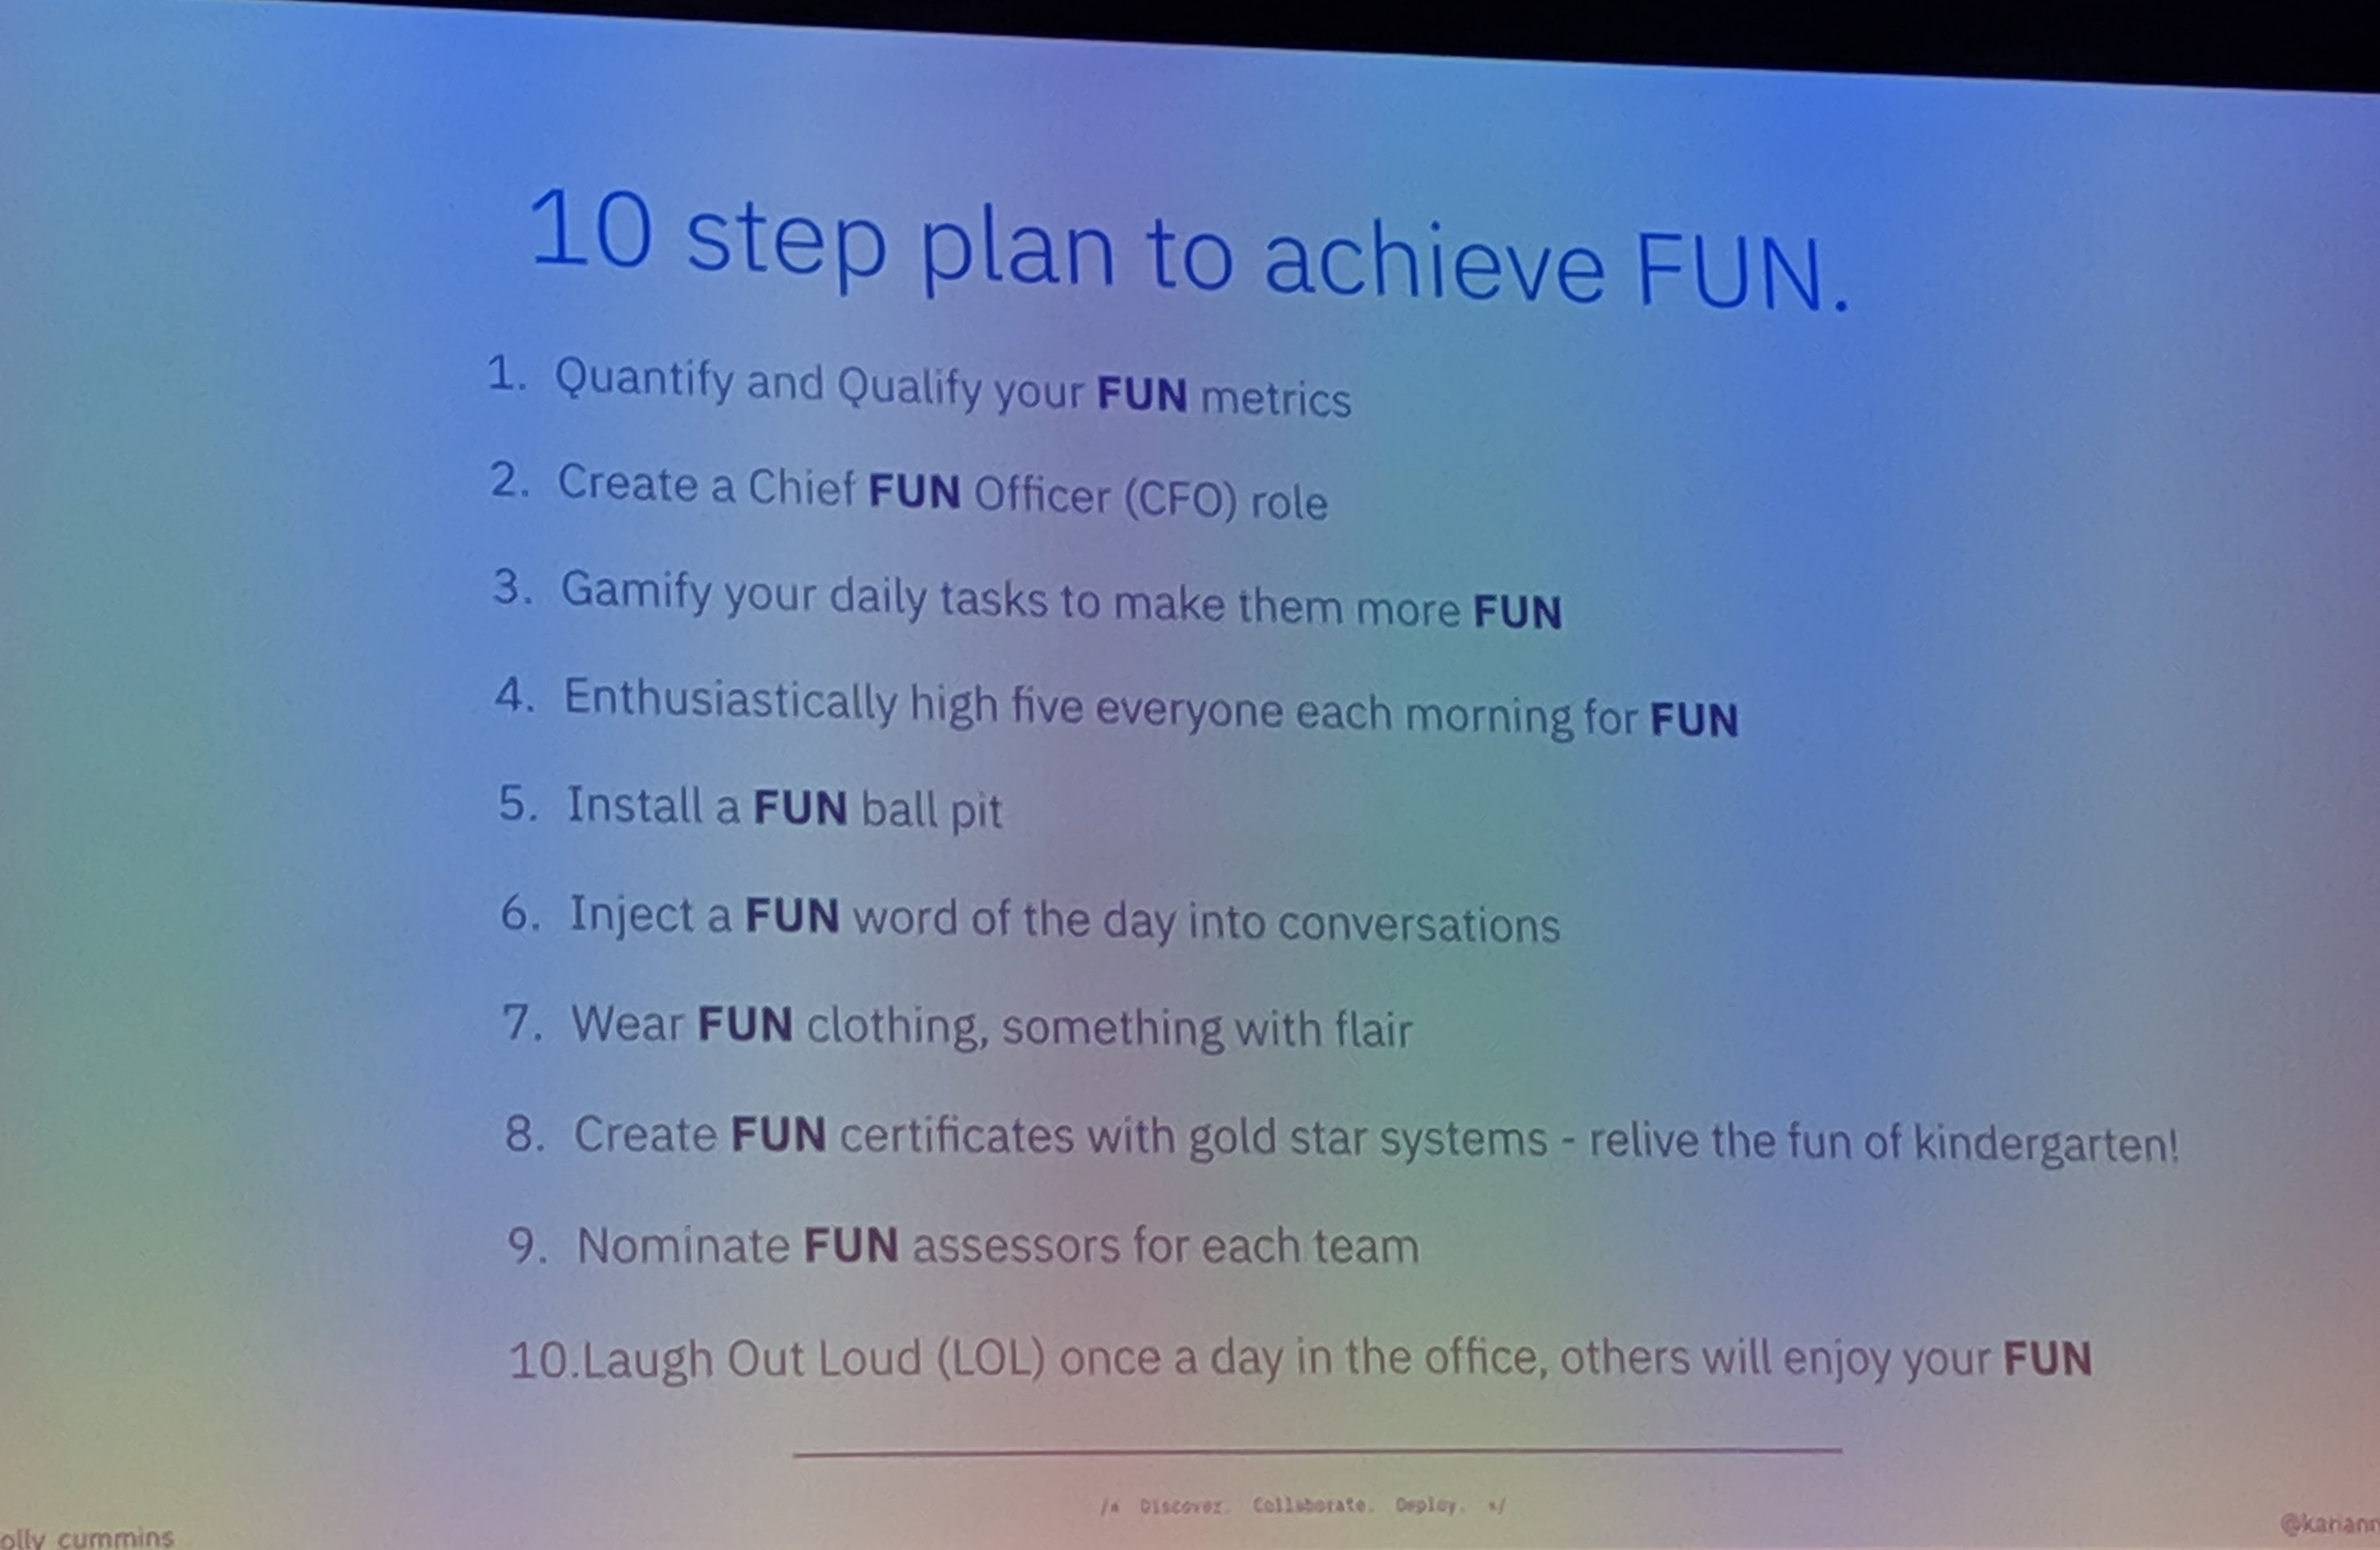 10 step plan to achieve FUN.
1. Quantify and Qualify your FUN metrics
2. Create a Chief FUN Officer (CFO) role
3. Gamify your daily tasks to make them more FUN
4. Enthusiastically high five everyone each morning for FUN
5. Install a FUN ball pit
6. Inject a FUN word of the day into conversations
7. Wear FUN clothing, something with flair
8. Create FUN certificates with gold star systems - relive the fun of kindergarten!
9. Nominate FUN assessors for each team
10.Laugh Out Loud (LOL) once a day in the office, others will enjoy your FUN
/* Discover. Collaborate. Deploy. */
olly_cummins
@kariann